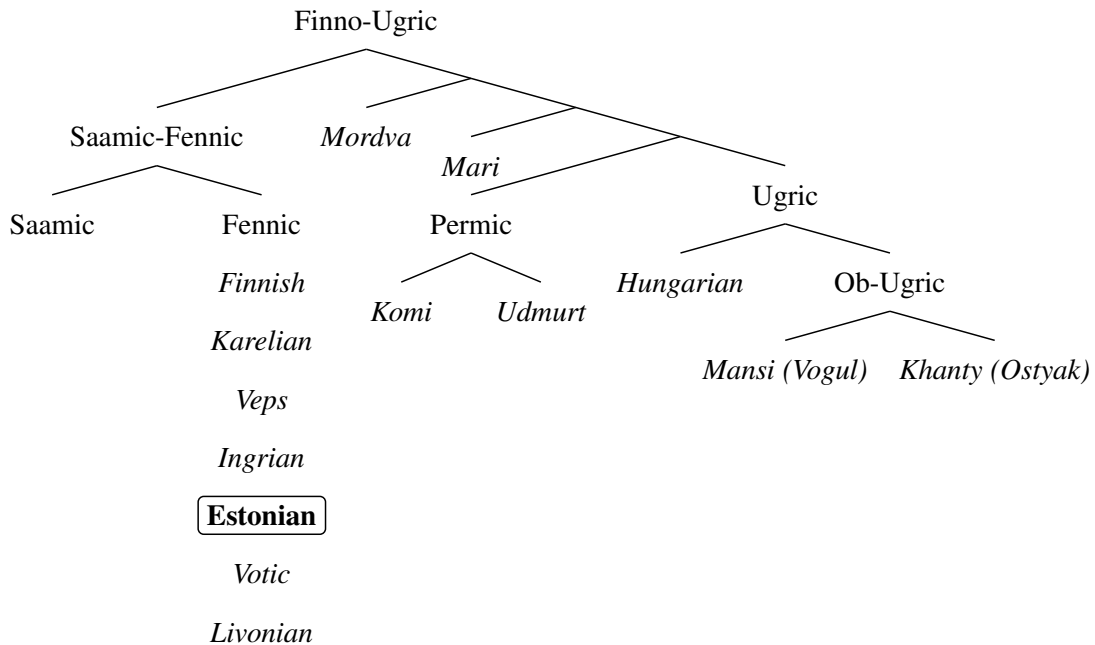 Finno-Ugric
Saamic-Fennic
Mordva
Mari
Saamic
Fennic
Permic
Ugric
Finnish
Komi
Udmurt
Hungarian
Ob-Ugric
Karelian
Mansi (Vogul)
Khanty (Ostyak)
Veps
Ingrian
Estonian
Votic
Livonian